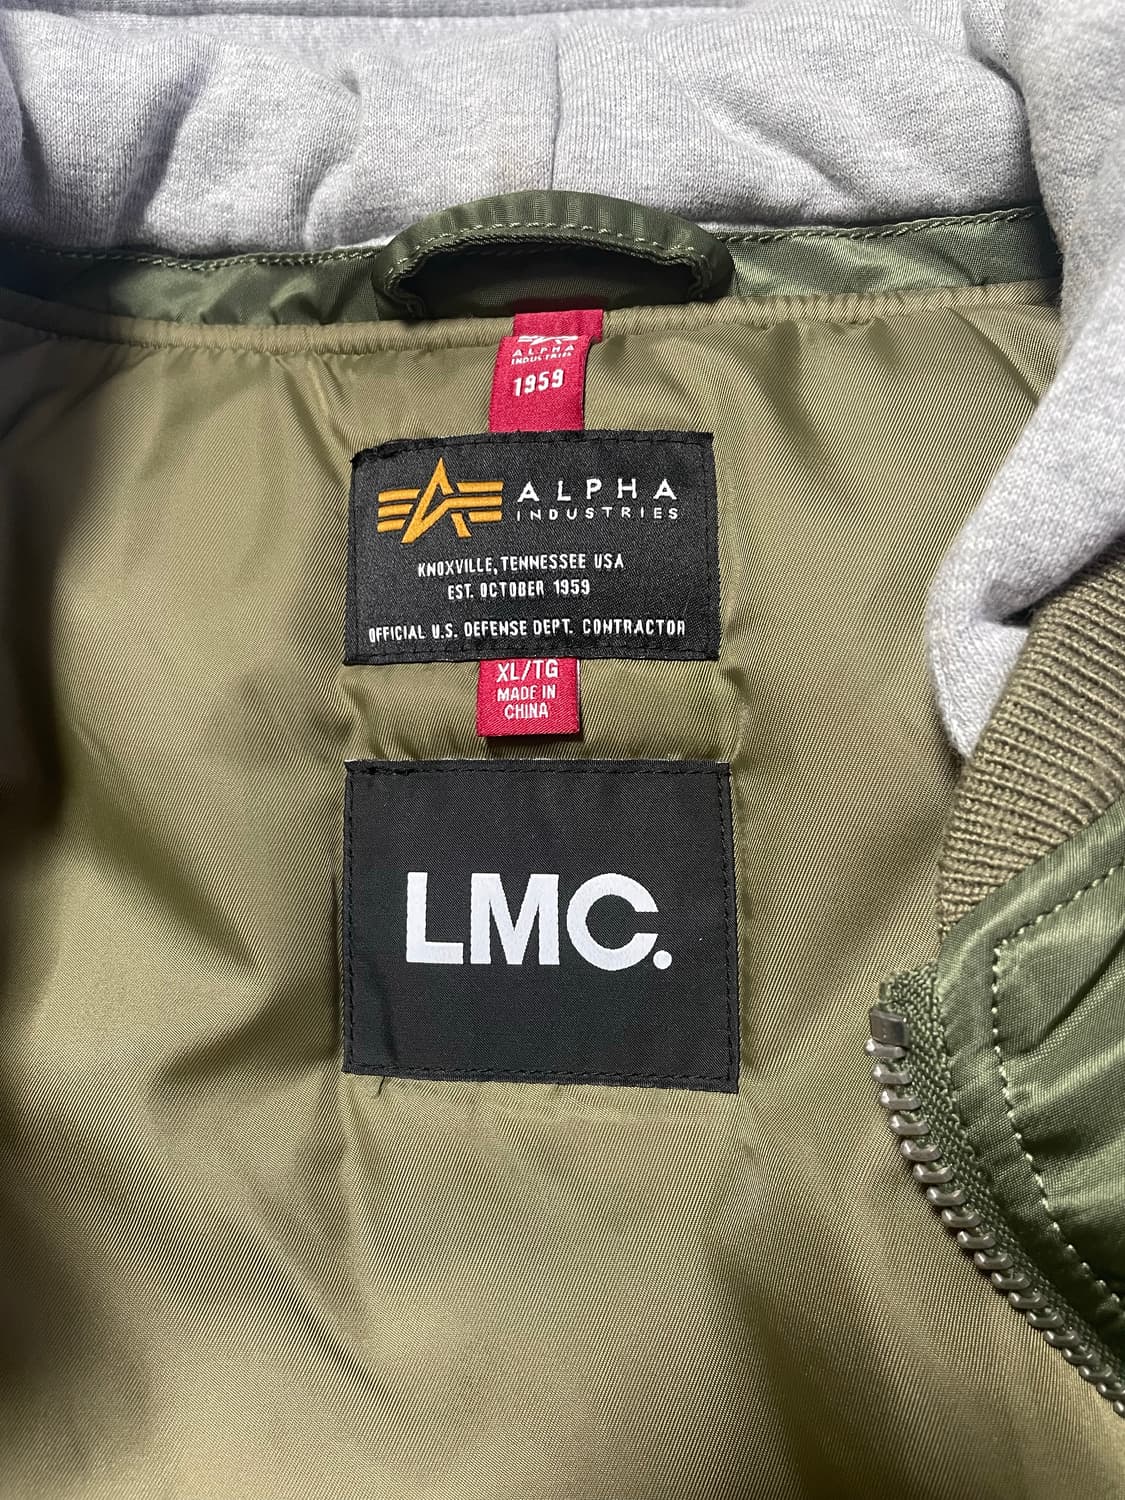 ALPHA
INDUSTRIES
1959
ALPHA
INDUSTRIES
KNOXVILLE, TENNESSEE USA
EST. OCTOBER 1959
OFFICIAL U.S. DEFENSE DEPT. CONTRACTOR
XL/TG
MADE IN
CHINA
LMC.